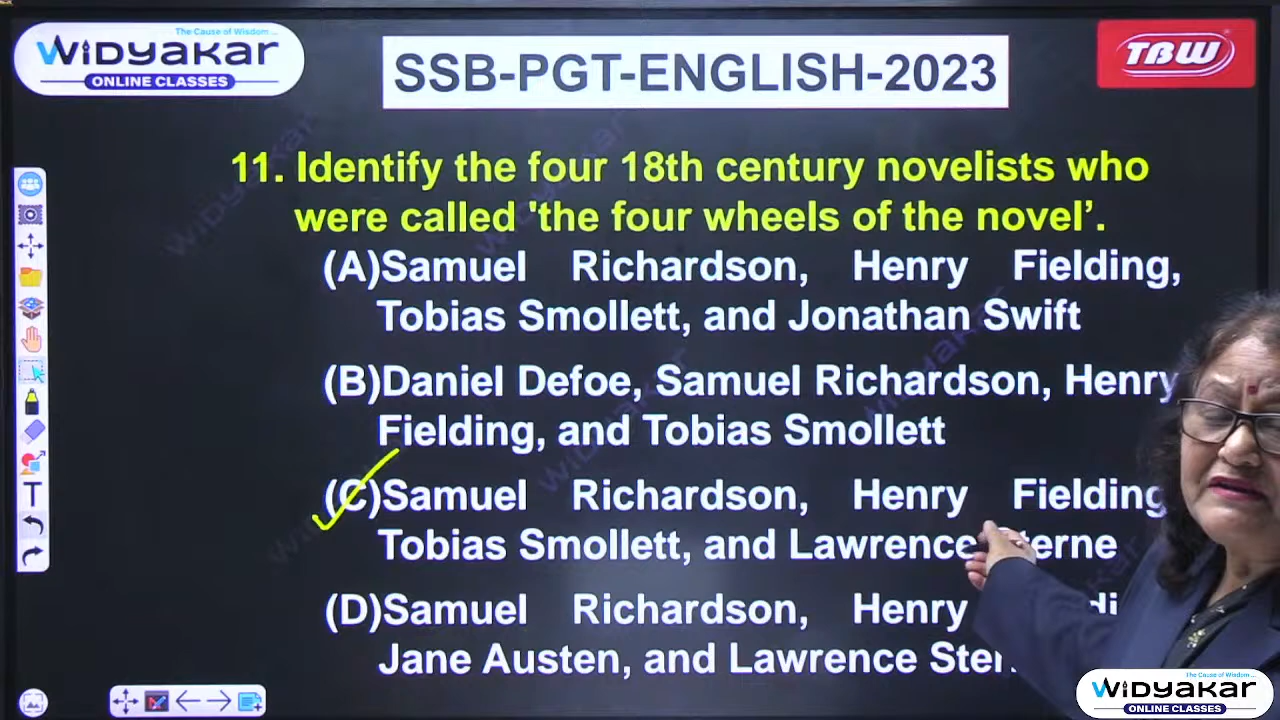 The Cause of Wisdom ...
WIDYAKAR
ONLINE CLASSES
SSB-PGT-ENGLISH-2023
TBW
11. Identify the four 18th century novelists who
were called 'the four wheels of the novel’.
(A)Samuel Richardson, Henry Fielding,
Tobias Smollett, and Jonathan Swift
(B)Daniel Defoe, Samuel Richardson, Henry
Fielding, and Tobias Smollett
(C)Samuel Richardson, Henry Fielding
Tobias Smollett, and Lawrence
(D)Samuel Richardson, Henry
Jane Austen, and Lawrence
The Cause of Wisdom ...
WIDYAKAR
ONLINE CLASSES